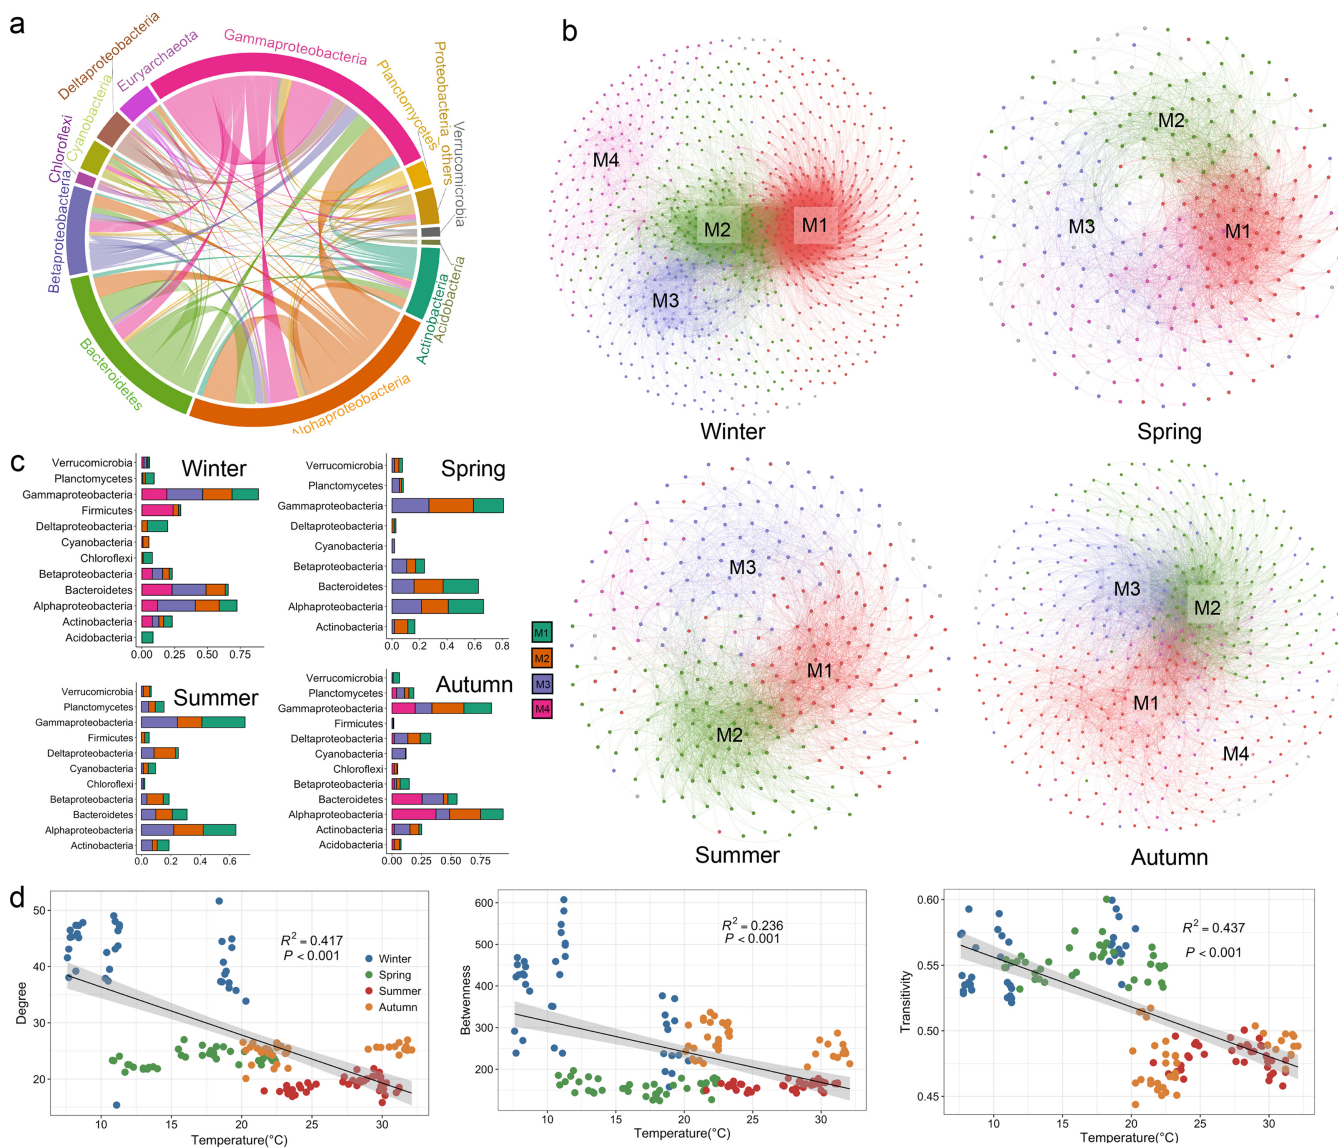 a
Deltaproteobacteria
Euryarchaeota
Gammaproteobacteria
Planctomycetes
Proteobacteria_others
Verrucomicrobia
Cyanobacteria
Chloroflexi
Betaproteobacteria
Bacteroidetes
Alphaproteobacteria
Actinobacteria
Acidobacteria
b
M4
M2
M1
M3
Winter
M2
M3
M1
Spring
M3
M1
M2
Summer
M3
M2
M1
M4
Autumn
c
Winter
Verrucomicrobia
Planctomycetes
Gammaproteobacteria
Firmicutes
Deltaproteobacteria
Cyanobacteria
Chloroflexi
Betaproteobacteria
Bacteroidetes
Alphaproteobacteria
Actinobacteria
Acidobacteria
0.00 0.25 0.50 0.75
Spring
Verrucomicrobia
Planctomycetes
Gammaproteobacteria
Deltaproteobacteria
Cyanobacteria
Betaproteobacteria
Bacteroidetes
Alphaproteobacteria
Actinobacteria
0.0 0.2 0.4 0.6 0.8
M1
M2
M3
M4
Summer
Verrucomicrobia
Planctomycetes
Gammaproteobacteria
Firmicutes
Deltaproteobacteria
Cyanobacteria
Chloroflexi
Betaproteobacteria
Bacteroidetes
Alphaproteobacteria
Actinobacteria
0.0 0.2 0.4 0.6
Autumn
Verrucomicrobia
Planctomycetes
Gammaproteobacteria
Firmicutes
Deltaproteobacteria
Cyanobacteria
Chloroflexi
Betaproteobacteria
Bacteroidetes
Alphaproteobacteria
Actinobacteria
Acidobacteria
0.00 0.25 0.50 0.75
d
Degree
50
40
30
20
R² = 0.417
P < 0.001
Winter
Spring
Summer
Autumn
10 15 20 25 30
Temperature(°C)
Betwenness
600
500
400
300
200
R² = 0.236
P < 0.001
10 15 20 25 30
Temperature(°C)
Transitivity
0.60
0.55
0.50
0.45
R² = 0.437
P < 0.001
10 15 20 25 30
Temperature(°C)